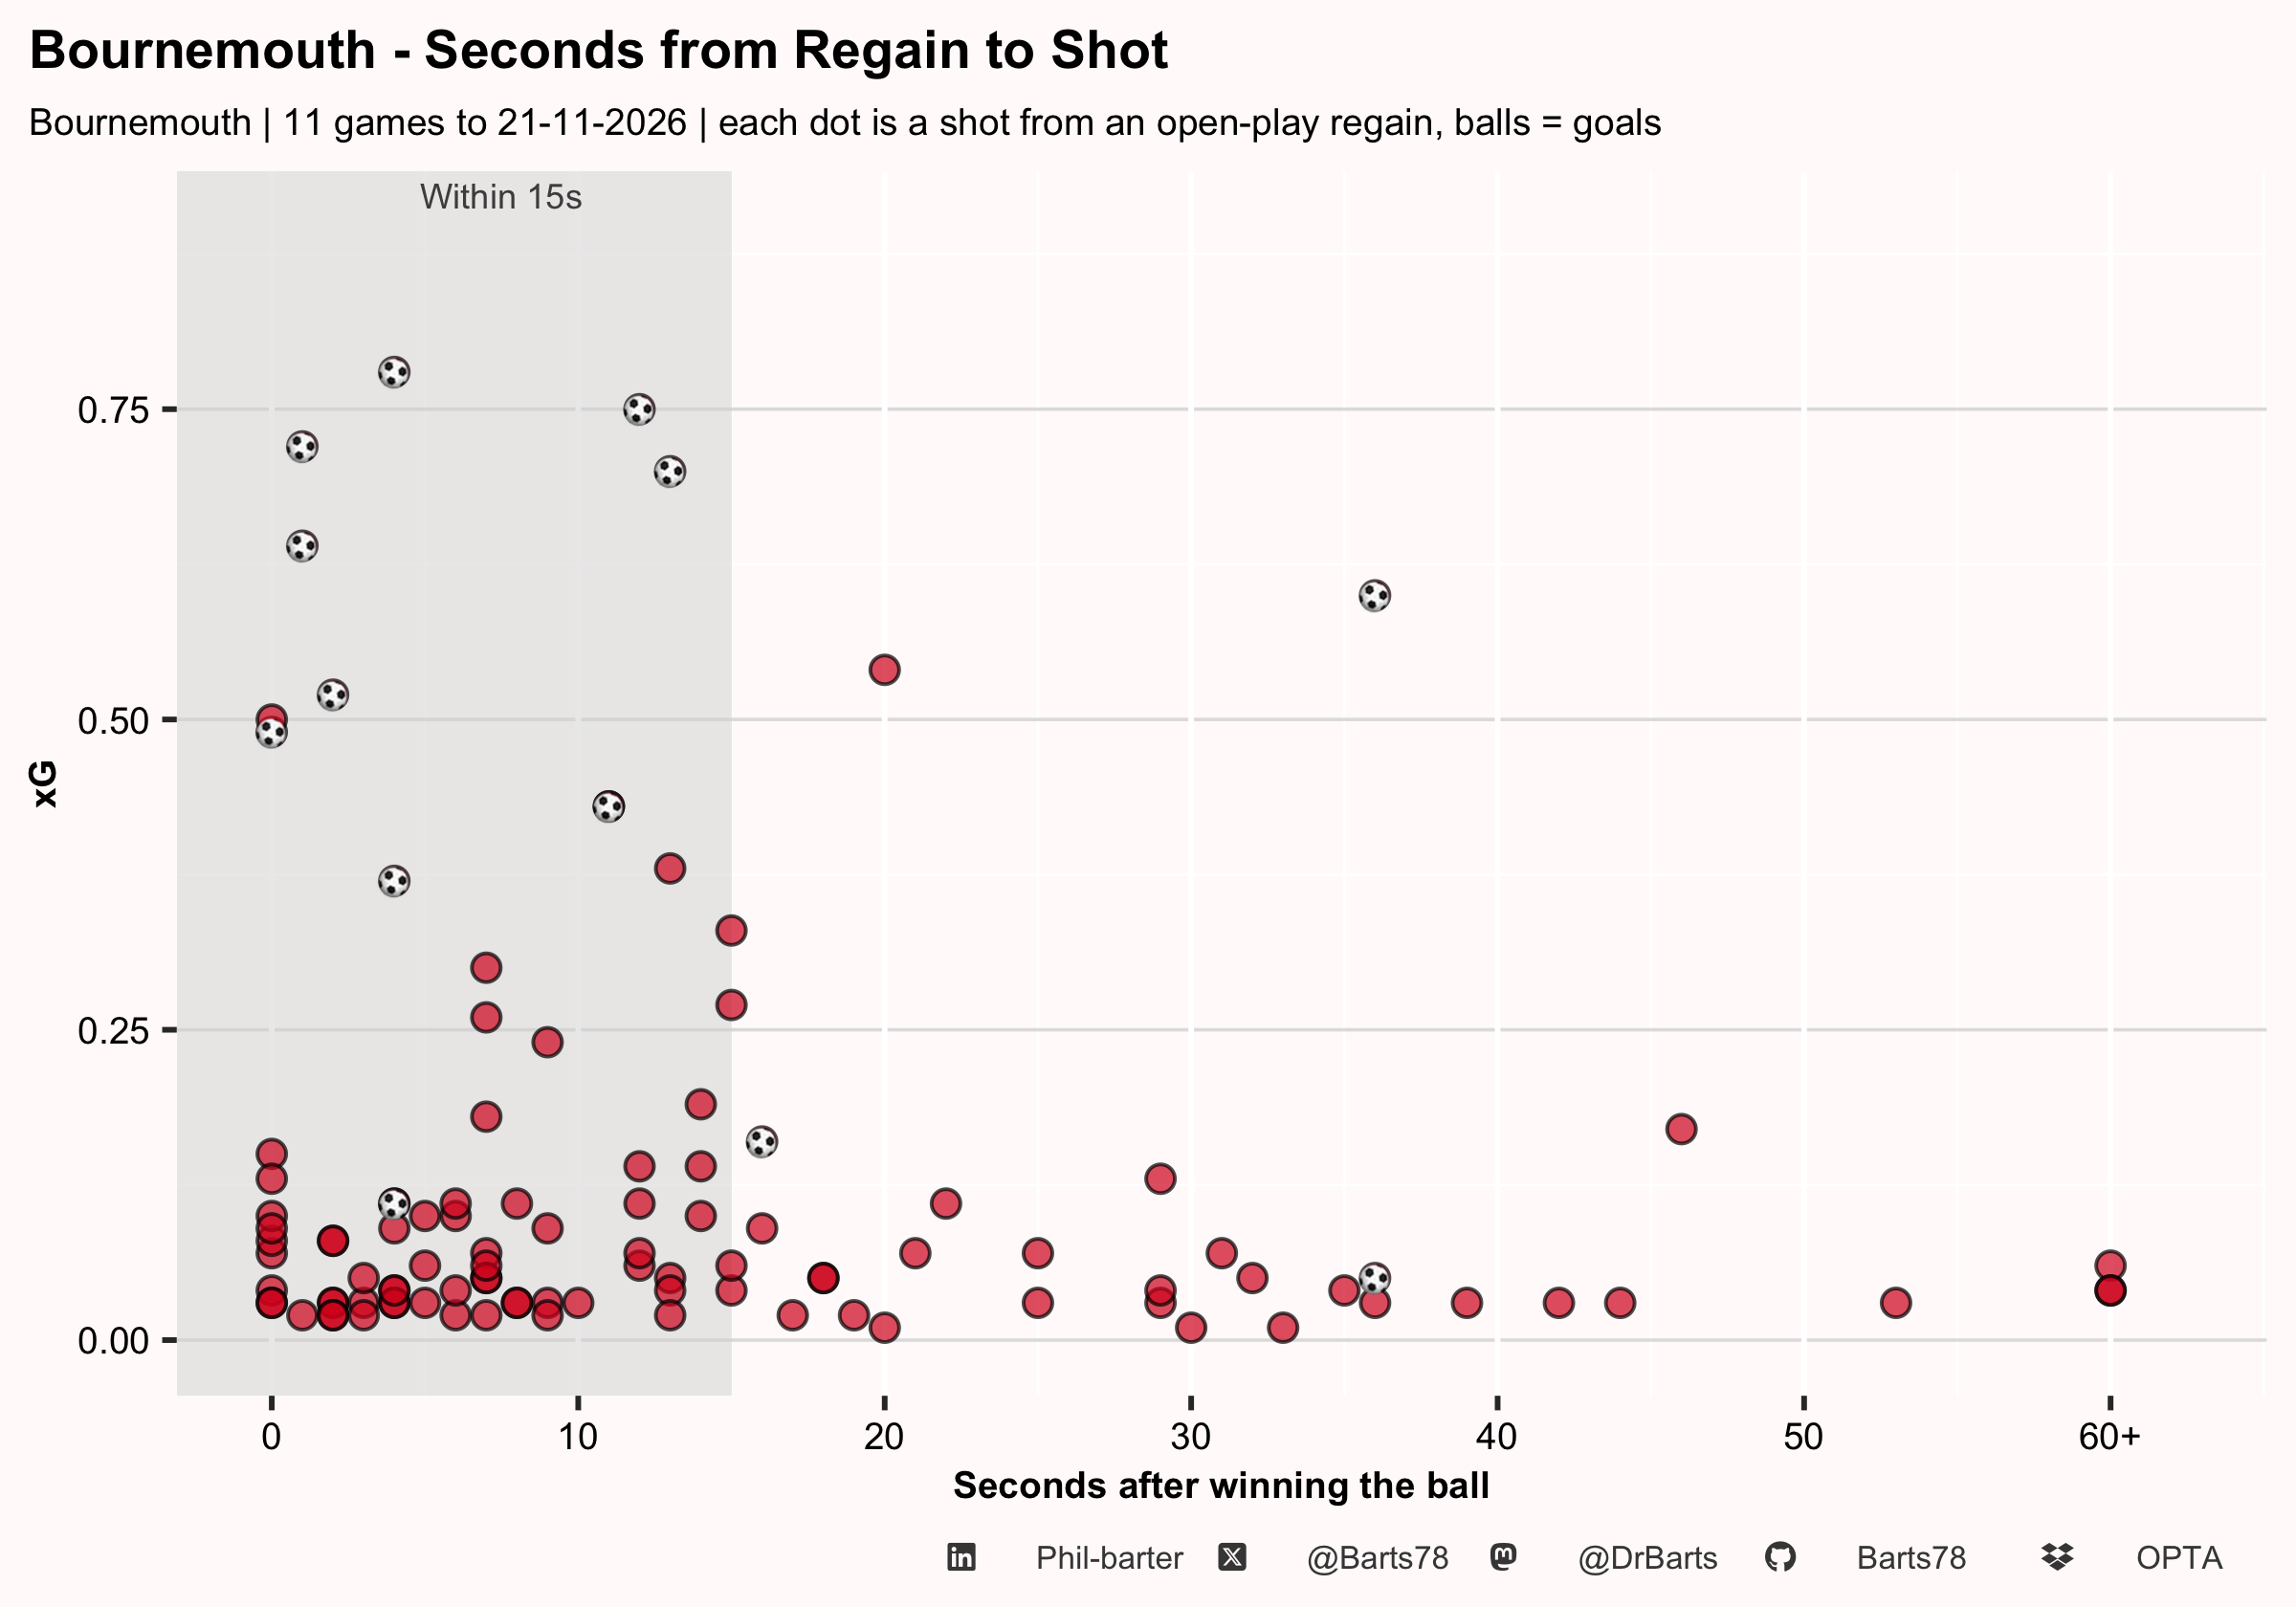 Bournemouth - Seconds from Regain to Shot
Bournemouth | 11 games to 21-11-2026 | each dot is a shot from an open-play regain, balls = goals
Within 15s
0.75
0.50
0.25
0.00
xG
0 10 20 30 40 50 60+
Seconds after winning the ball
Phil-barter @Barts78 @DrBarts Barts78 OPTA